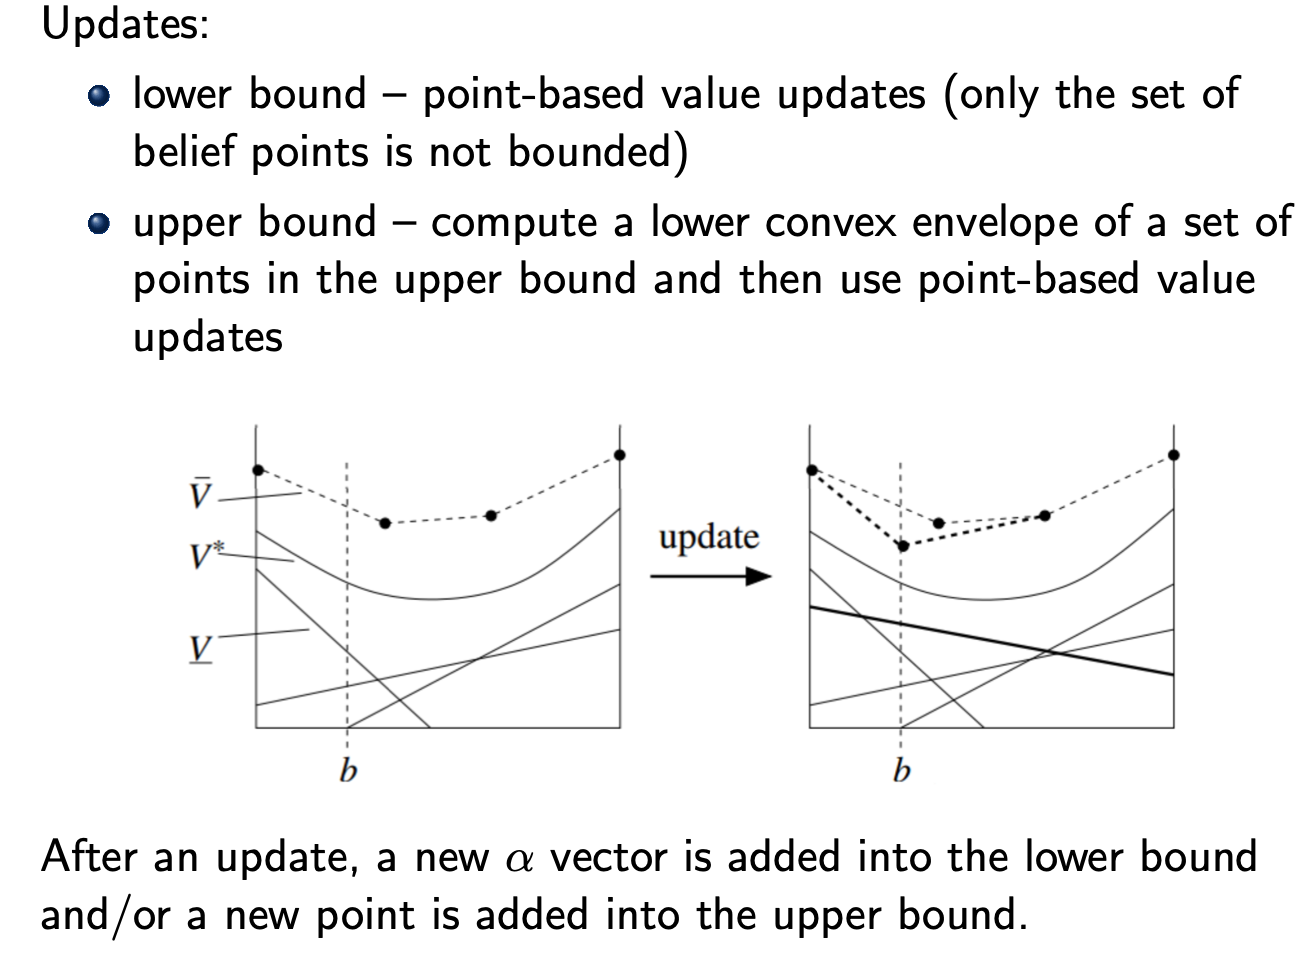 Updates:
lower bound – point-based value updates (only the set of
belief points is not bounded)
upper bound – compute a lower convex envelope of a set of
points in the upper bound and then use point-based value
updates
V̄
V*
V̲
b
update
b
After an update, a new α vector is added into the lower bound
and/or a new point is added into the upper bound.